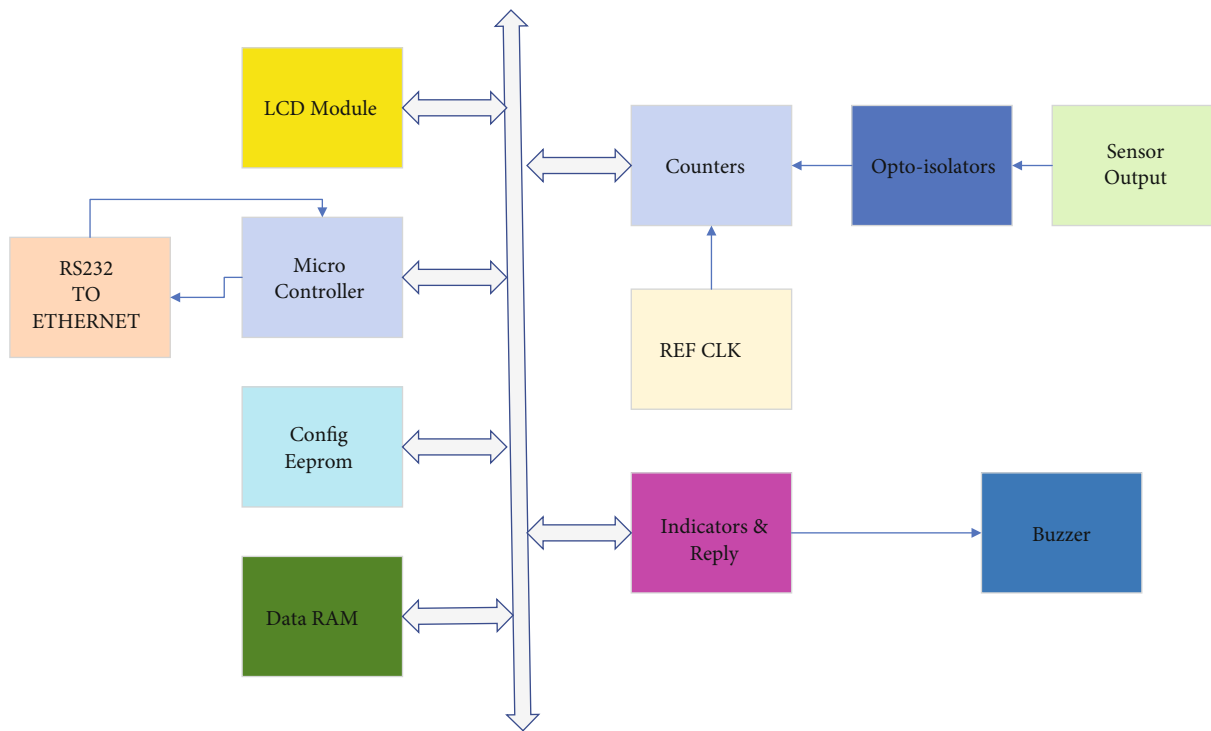 LCD Module
Counters
Opto-isolators
Sensor
Output
RS232
TO
ETHERNET
Micro
Controller
REF CLK
Config
Eeprom
Indicators &
Reply
Buzzer
Data RAM